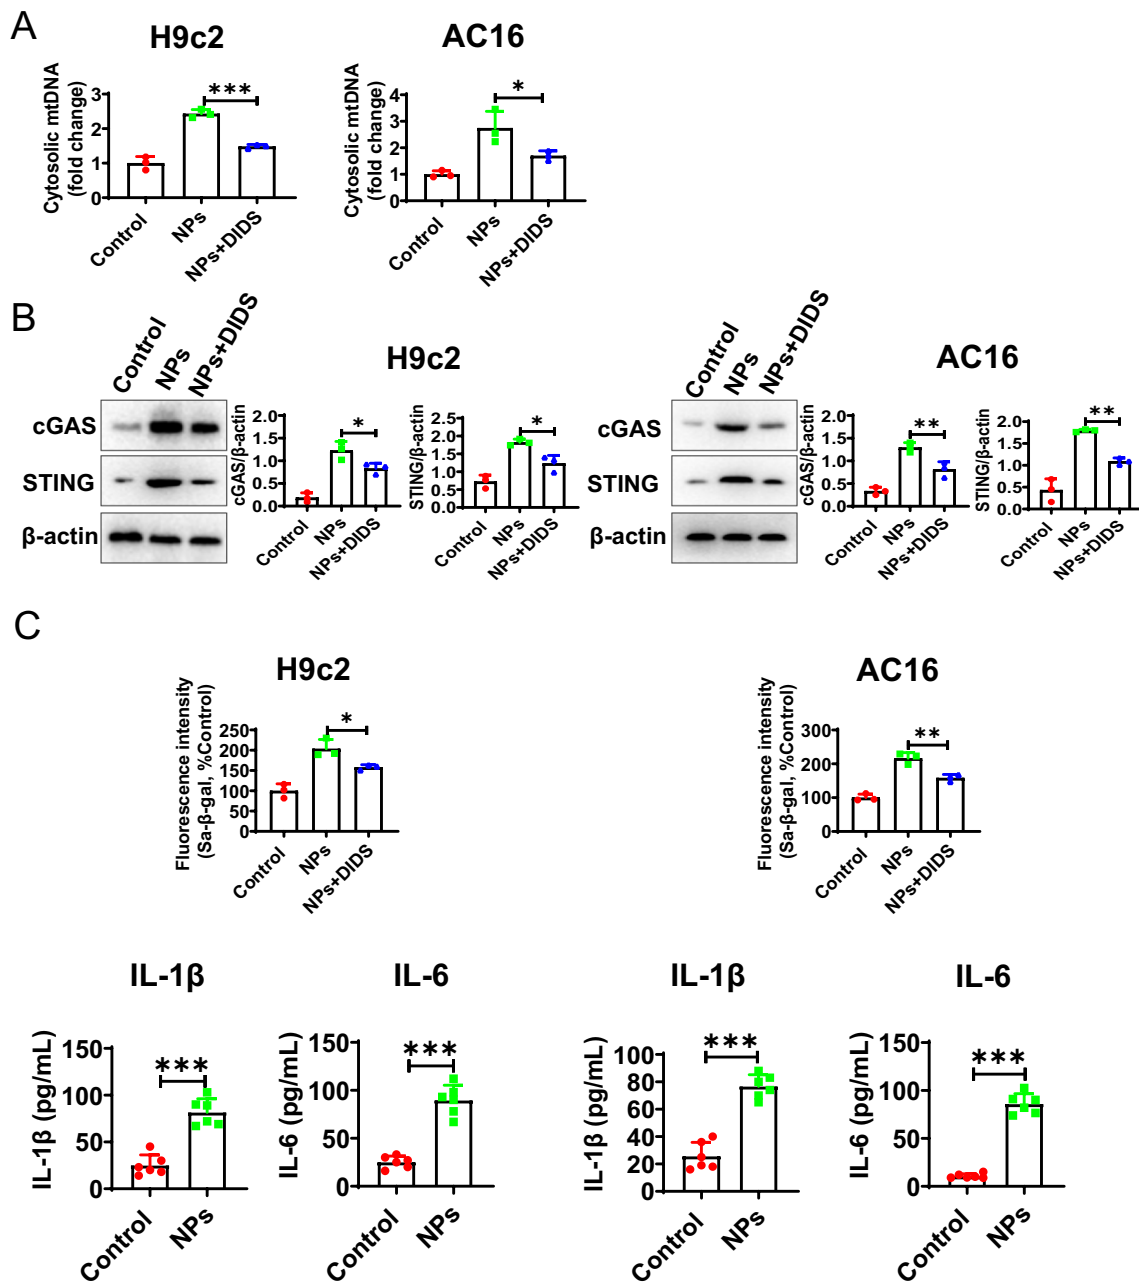 A
H9c2
AC16
Cytosolic mtDNA
(fold change)
3
2
1
0
***
Control
NPs
NPs+DIDS
Cytosolic mtDNA
(fold change)
4
3
2
1
0
*
Control
NPs
NPs+DIDS
B
Control
NPs
NPs+DIDS
cGAS
STING
β-actin
H9c2
cGAS/β-actin
2.0
1.5
1.0
0.5
0.0
*
Control
NPs
NPs+DIDS
STING/β-actin
2.5
2.0
1.5
1.0
0.5
0.0
*
Control
NPs
NPs+DIDS
Control
NPs
NPs+DIDS
cGAS
STING
β-actin
AC16
cGAS/β-actin
2.0
1.5
1.0
0.5
0.0
**
Control
NPs
NPs+DIDS
STING/β-actin
2.0
1.5
1.0
0.5
0.0
**
Control
NPs
NPs+DIDS
C
H9c2
Fluorescence intensity
(Sa-β-gal, %Control)
250
200
150
100
50
0
*
Control
NPs
NPs+DIDS
AC16
Fluorescence intensity
(Sa-β-gal, %Control)
300
200
100
0
**
Control
NPs
NPs+DIDS
IL-1β
IL-1β (pg/mL)
150
100
50
0
***
Control
NPs
IL-6
IL-6 (pg/mL)
150
100
50
0
***
Control
NPs
IL-1β
IL-1β (pg/mL)
100
80
60
40
20
0
***
Control
NPs
IL-6
IL-6 (pg/mL)
150
100
50
0
***
Control
NPs